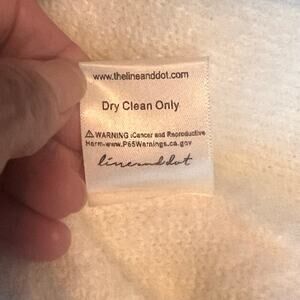 www.thelineanddot.com
Dry Clean Only
⚠ WARNING :Cancer and Reproductive
Harm-www.P65Warnings.ca.gov
lineanddot